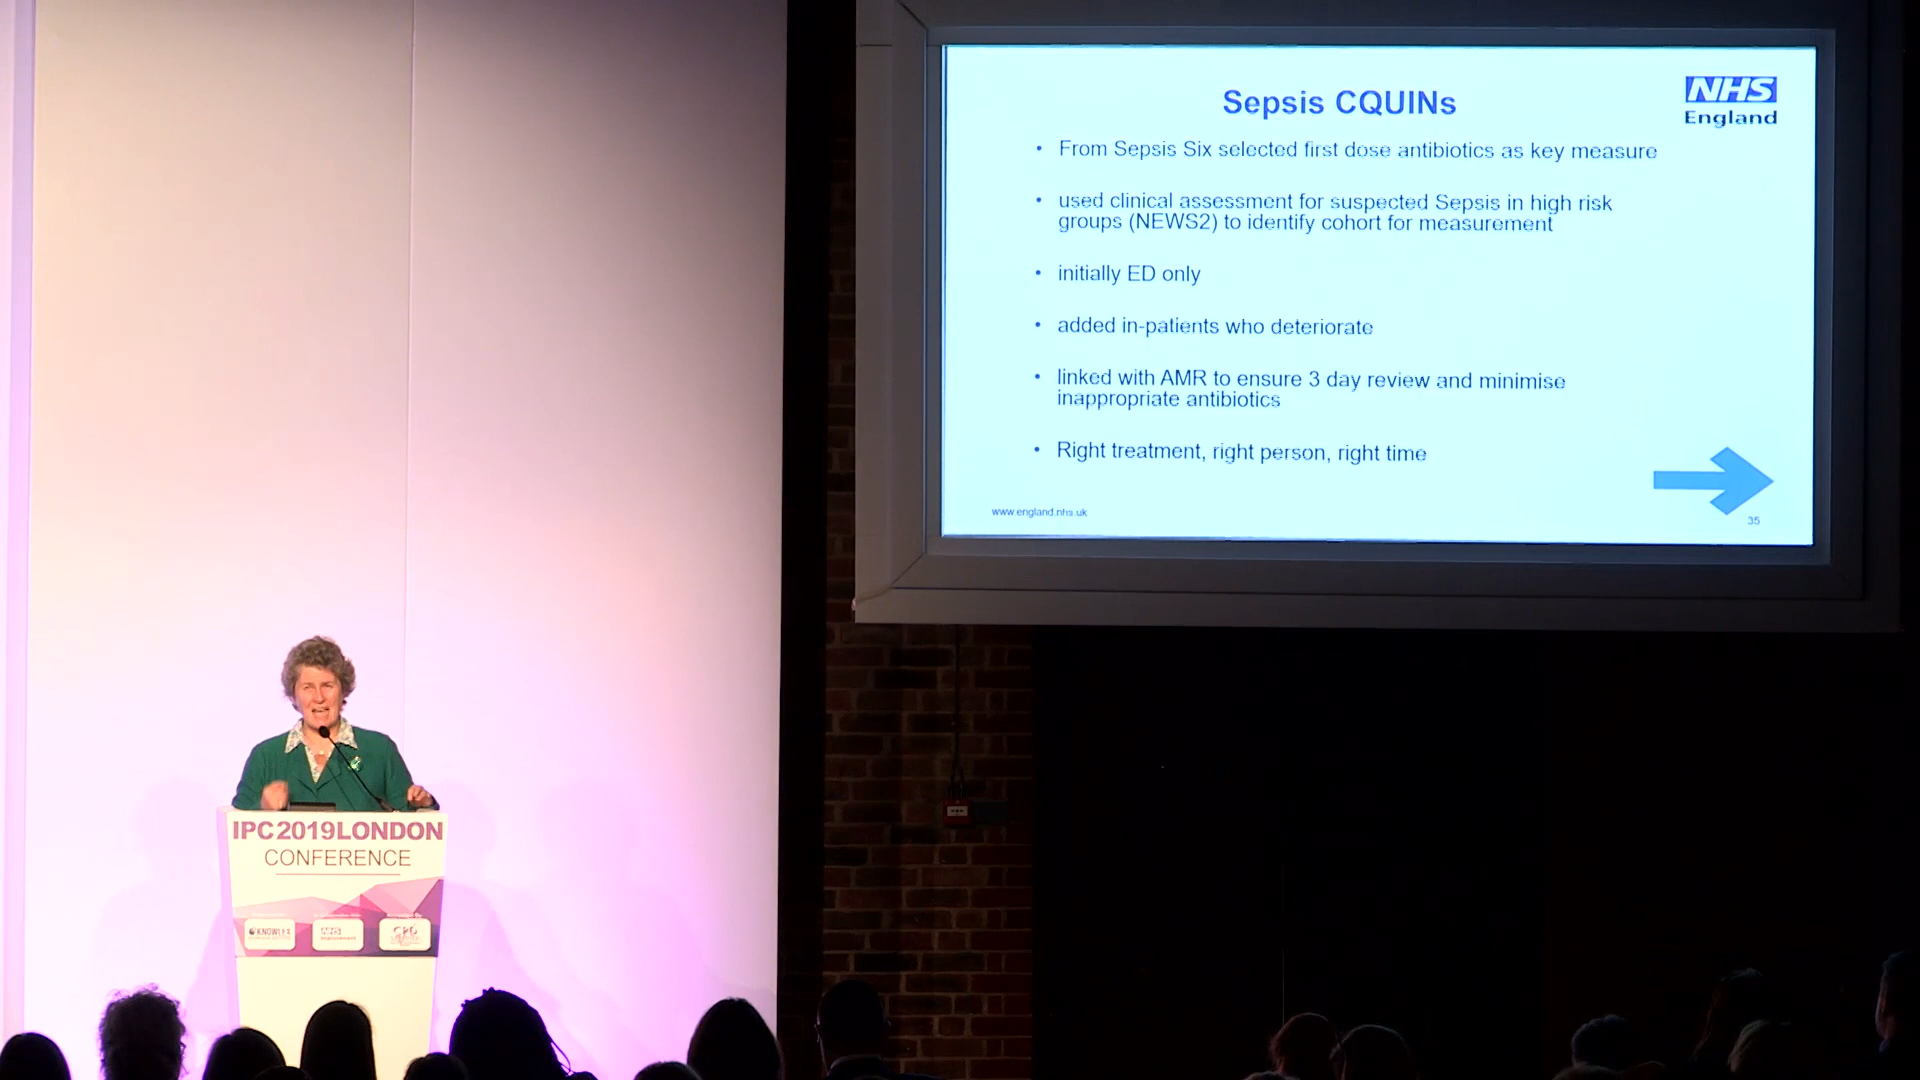 Sepsis CQUINs
NHS
England
• From Sepsis Six selected first dose antibiotics as key measure
• used clinical assessment for suspected Sepsis in high risk
groups (NEWS2) to identify cohort for measurement
• initially ED only
• added in-patients who deteriorate
• linked with AMR to ensure 3 day review and minimise
inappropriate antibiotics
• Right treatment, right person, right time
www.england.nhs.uk
35
IPC2019LONDON
CONFERENCE
NHS